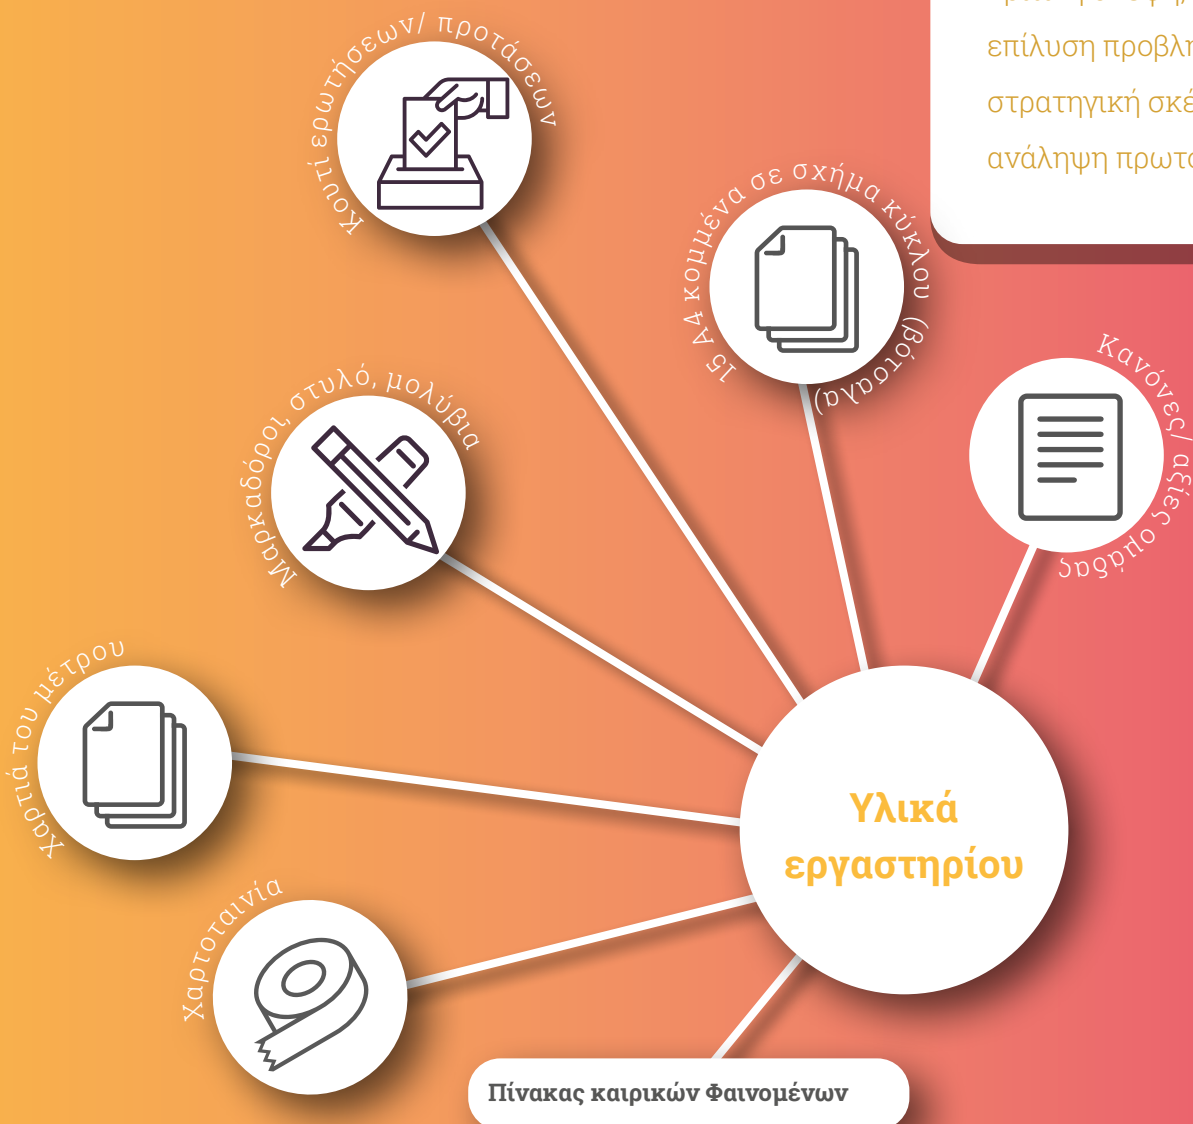 επίλυση
στρατηγική
ανάληψη
Κουτί ερωτήσεων/ προτάσεων
15 Α4 κομμένα σε σχήμα κύκλου (βότσαλα)
Κανόνες/ αξίες ομάδας
Μαρκαδόροι, στυλό, μολύβια
Χαρτιά του μέτρου
Υλικά
εργαστηρίου
Χαρτοταινία
Πίνακας καιρικών Φαινομένων